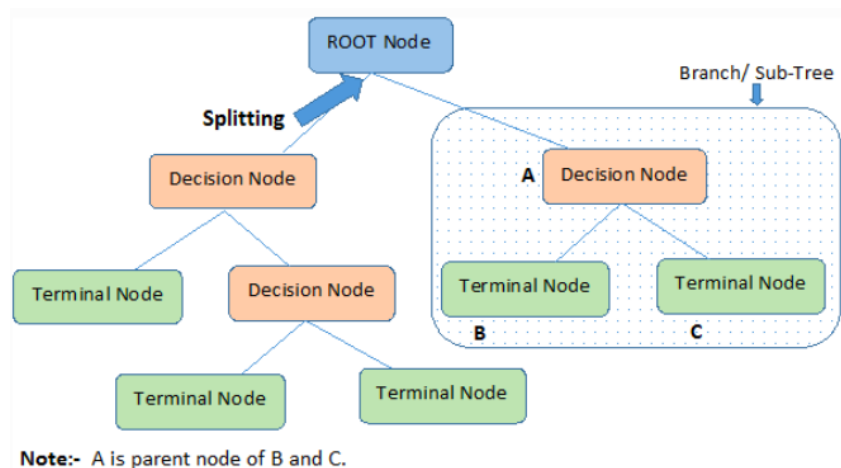 ROOT Node
Branch/ Sub-Tree
Splitting
Decision Node
A
Decision Node
Terminal Node
Decision Node
Terminal Node
Terminal Node
B
C
Terminal Node
Terminal Node
Note:- A is parent node of B and C.